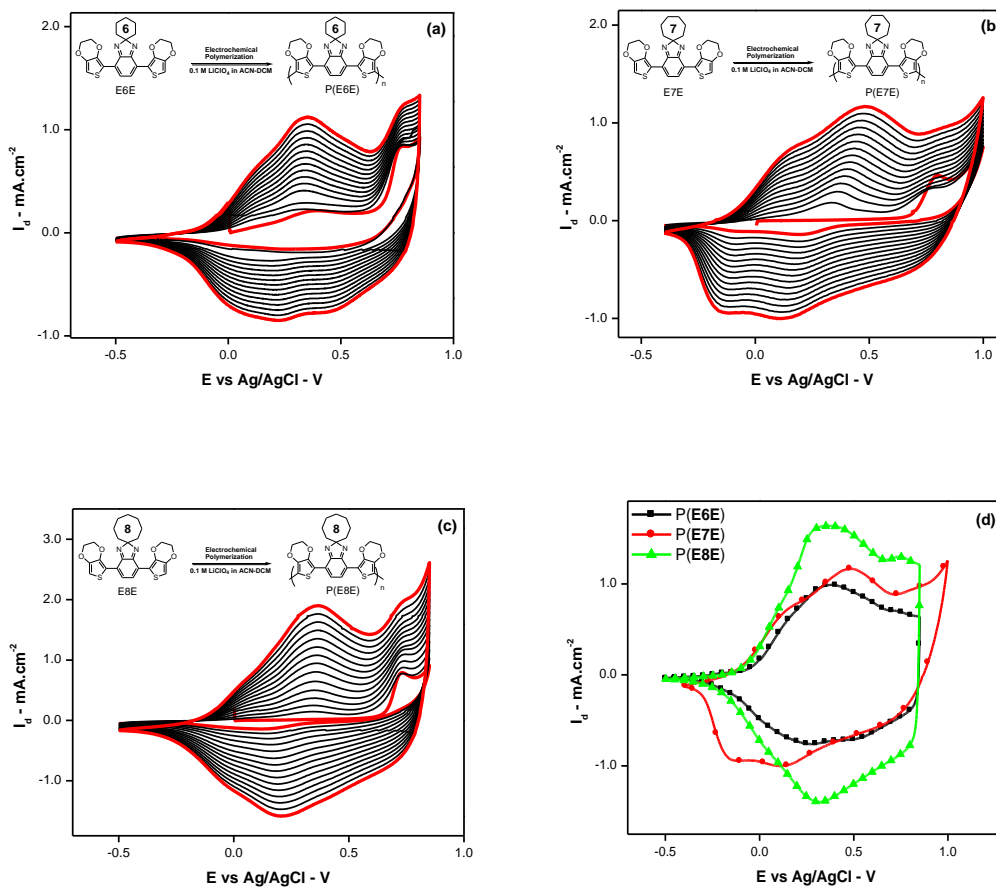 (a)
2.0
1.0
0.0
-1.0
-0.5
0.0
0.5
1.0
I_d - mA.cm⁻²
E vs Ag/AgCl - V
6
N N
O O O O
S S
E6E
Electrochemical
Polymerization
0.1 M LiClO₄ in ACN-DCM
6
N N
O O O O
S S
n
P(E6E)
(b)
2.0
1.0
0.0
-1.0
-0.5
0.0
0.5
1.0
I_d - mA.cm⁻²
E vs Ag/AgCl - V
7
N N
O O O O
S S
E7E
Electrochemical
Polymerization
0.1 M LiClO₄ in ACN-DCM
7
N N
O O O O
S S
n
P(E7E)
(c)
3.0
2.0
1.0
0.0
-1.0
-0.5
0.0
0.5
1.0
I_d - mA.cm⁻²
E vs Ag/AgCl - V
8
N N
O O O O
S S
E8E
Electrochemical
Polymerization
0.1 M LiClO₄ in ACN-DCM
8
N N
O O O O
S S
n
P(E8E)
(d)
P(E6E)
P(E7E)
P(E8E)
1.0
0.0
-1.0
-0.5
0.0
0.5
1.0
I_d - mA.cm⁻²
E vs Ag/AgCl - V